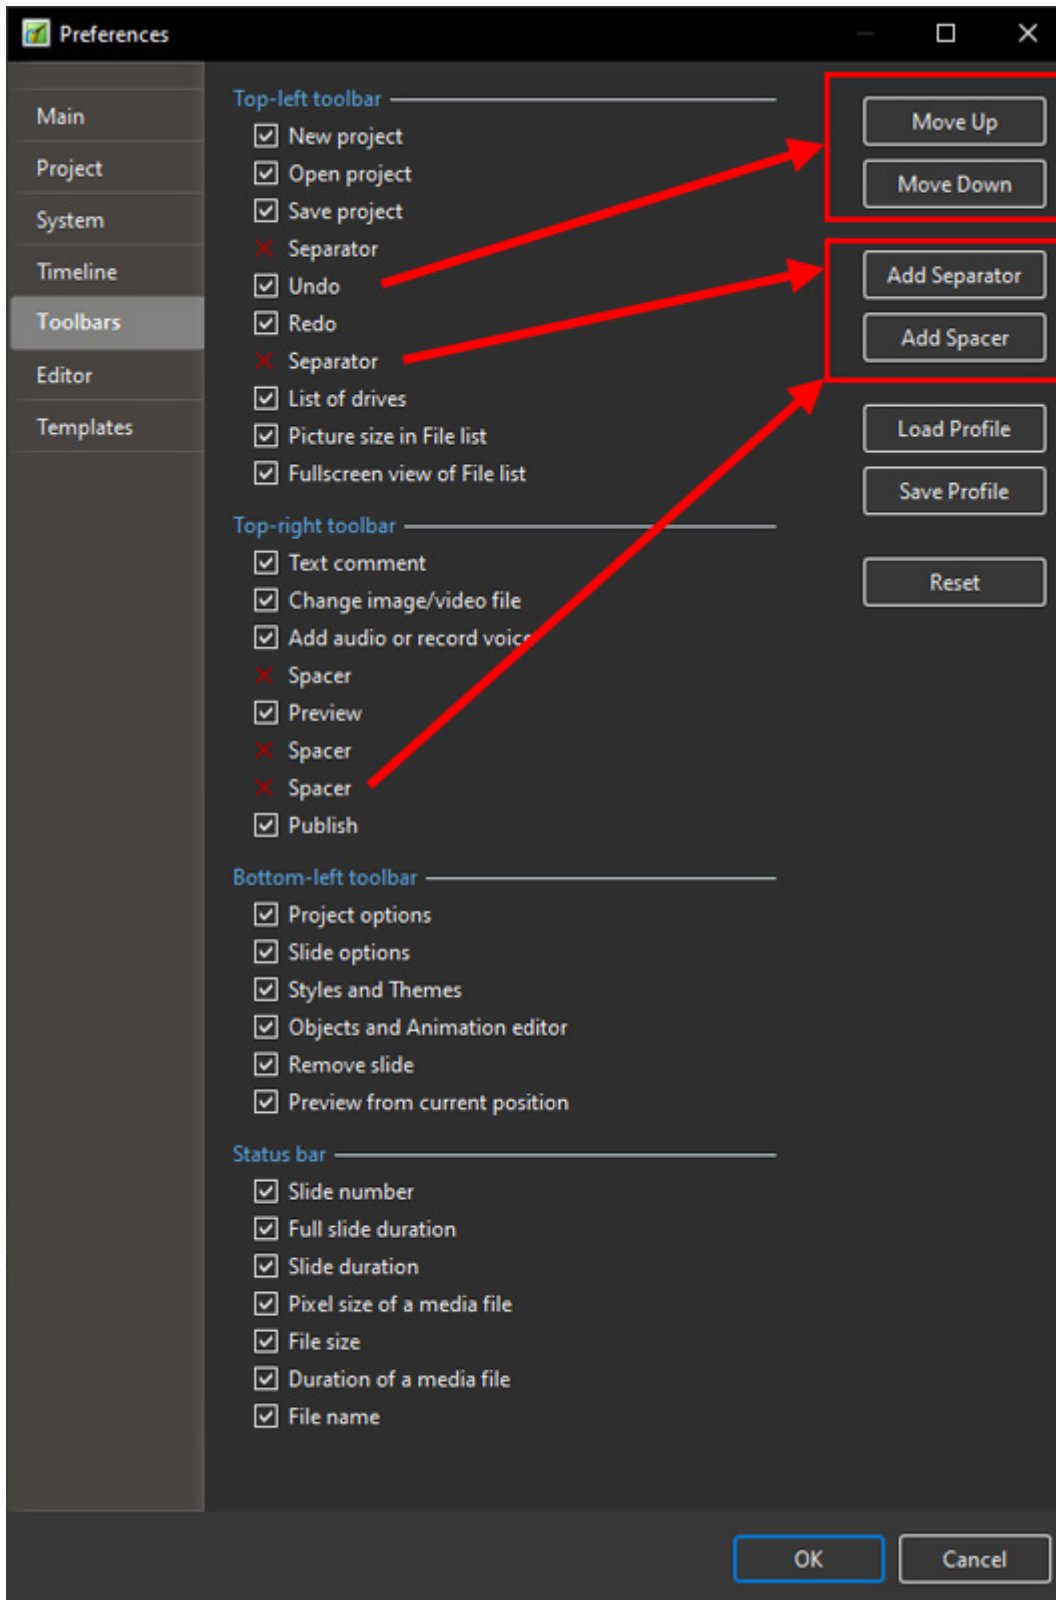 Preferences
Main
Project
System
Timeline
Toolbars
Editor
Templates
Top-left toolbar
New project
Open project
Save project
Separator
Undo
Redo
Separator
List of drives
Picture size in File list
Fullscreen view of File list
Top-right toolbar
Text comment
Change image/video file
Add audio or record voice
Spacer
Preview
Spacer
Spacer
Publish
Bottom-left toolbar
Project options
Slide options
Styles and Themes
Objects and Animation editor
Remove slide
Preview from current position
Status bar
Slide number
Full slide duration
Slide duration
Pixel size of a media file
File size
Duration of a media file
File name
Move Up
Move Down
Add Separator
Add Spacer
Load Profile
Save Profile
Reset
OK
Cancel